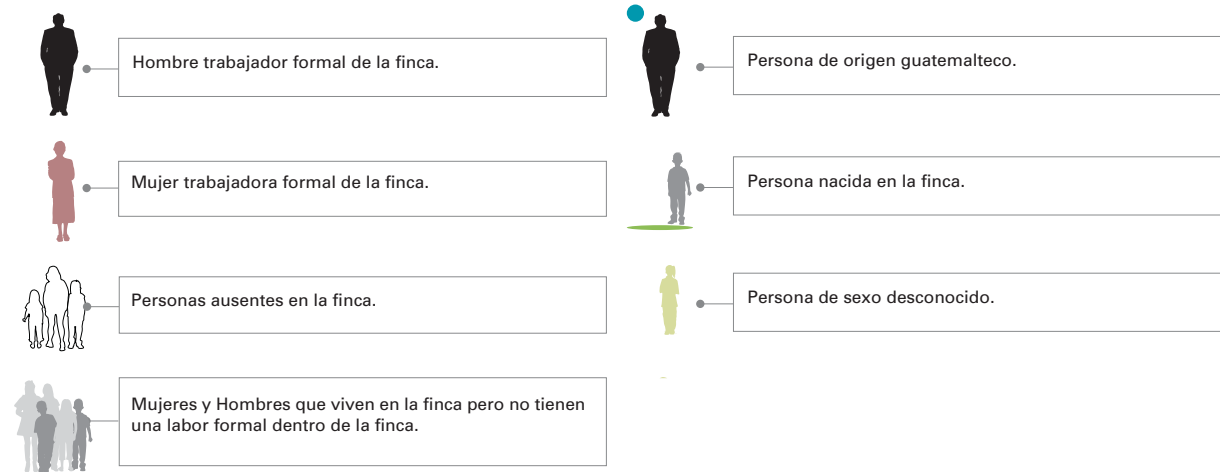 Hombre trabajador formal de la finca.
Mujer trabajadora formal de la finca.
Personas ausentes en la finca.
Mujeres y Hombres que viven en la finca pero no tienen
una labor formal dentro de la finca.
Persona de origen guatemalteco.
Persona nacida en la finca.
Persona de sexo desconocido.